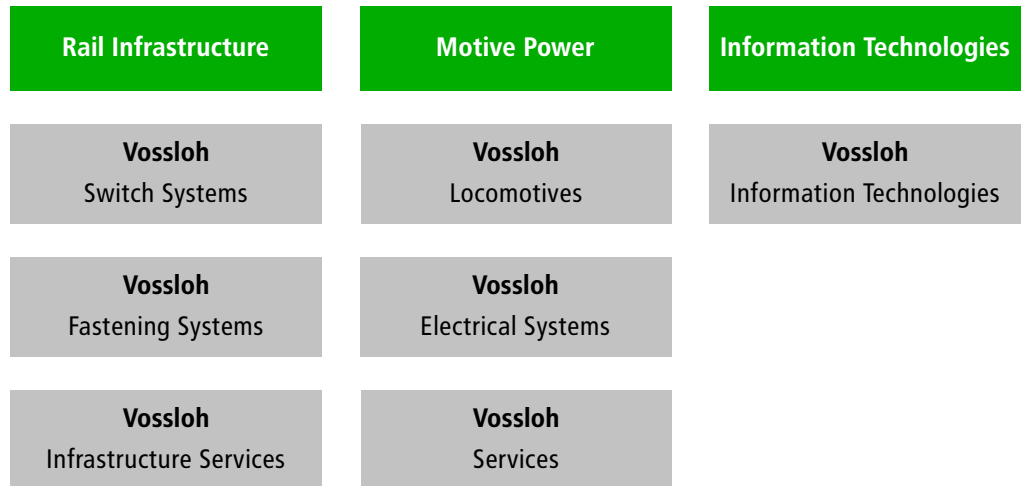 Rail Infrastructure
Motive Power
Information Technologies
Vossloh
Switch Systems
Vossloh
Locomotives
Vossloh
Information Technologies
Vossloh
Fastening Systems
Vossloh
Electrical Systems
Vossloh
Infrastructure Services
Vossloh
Services